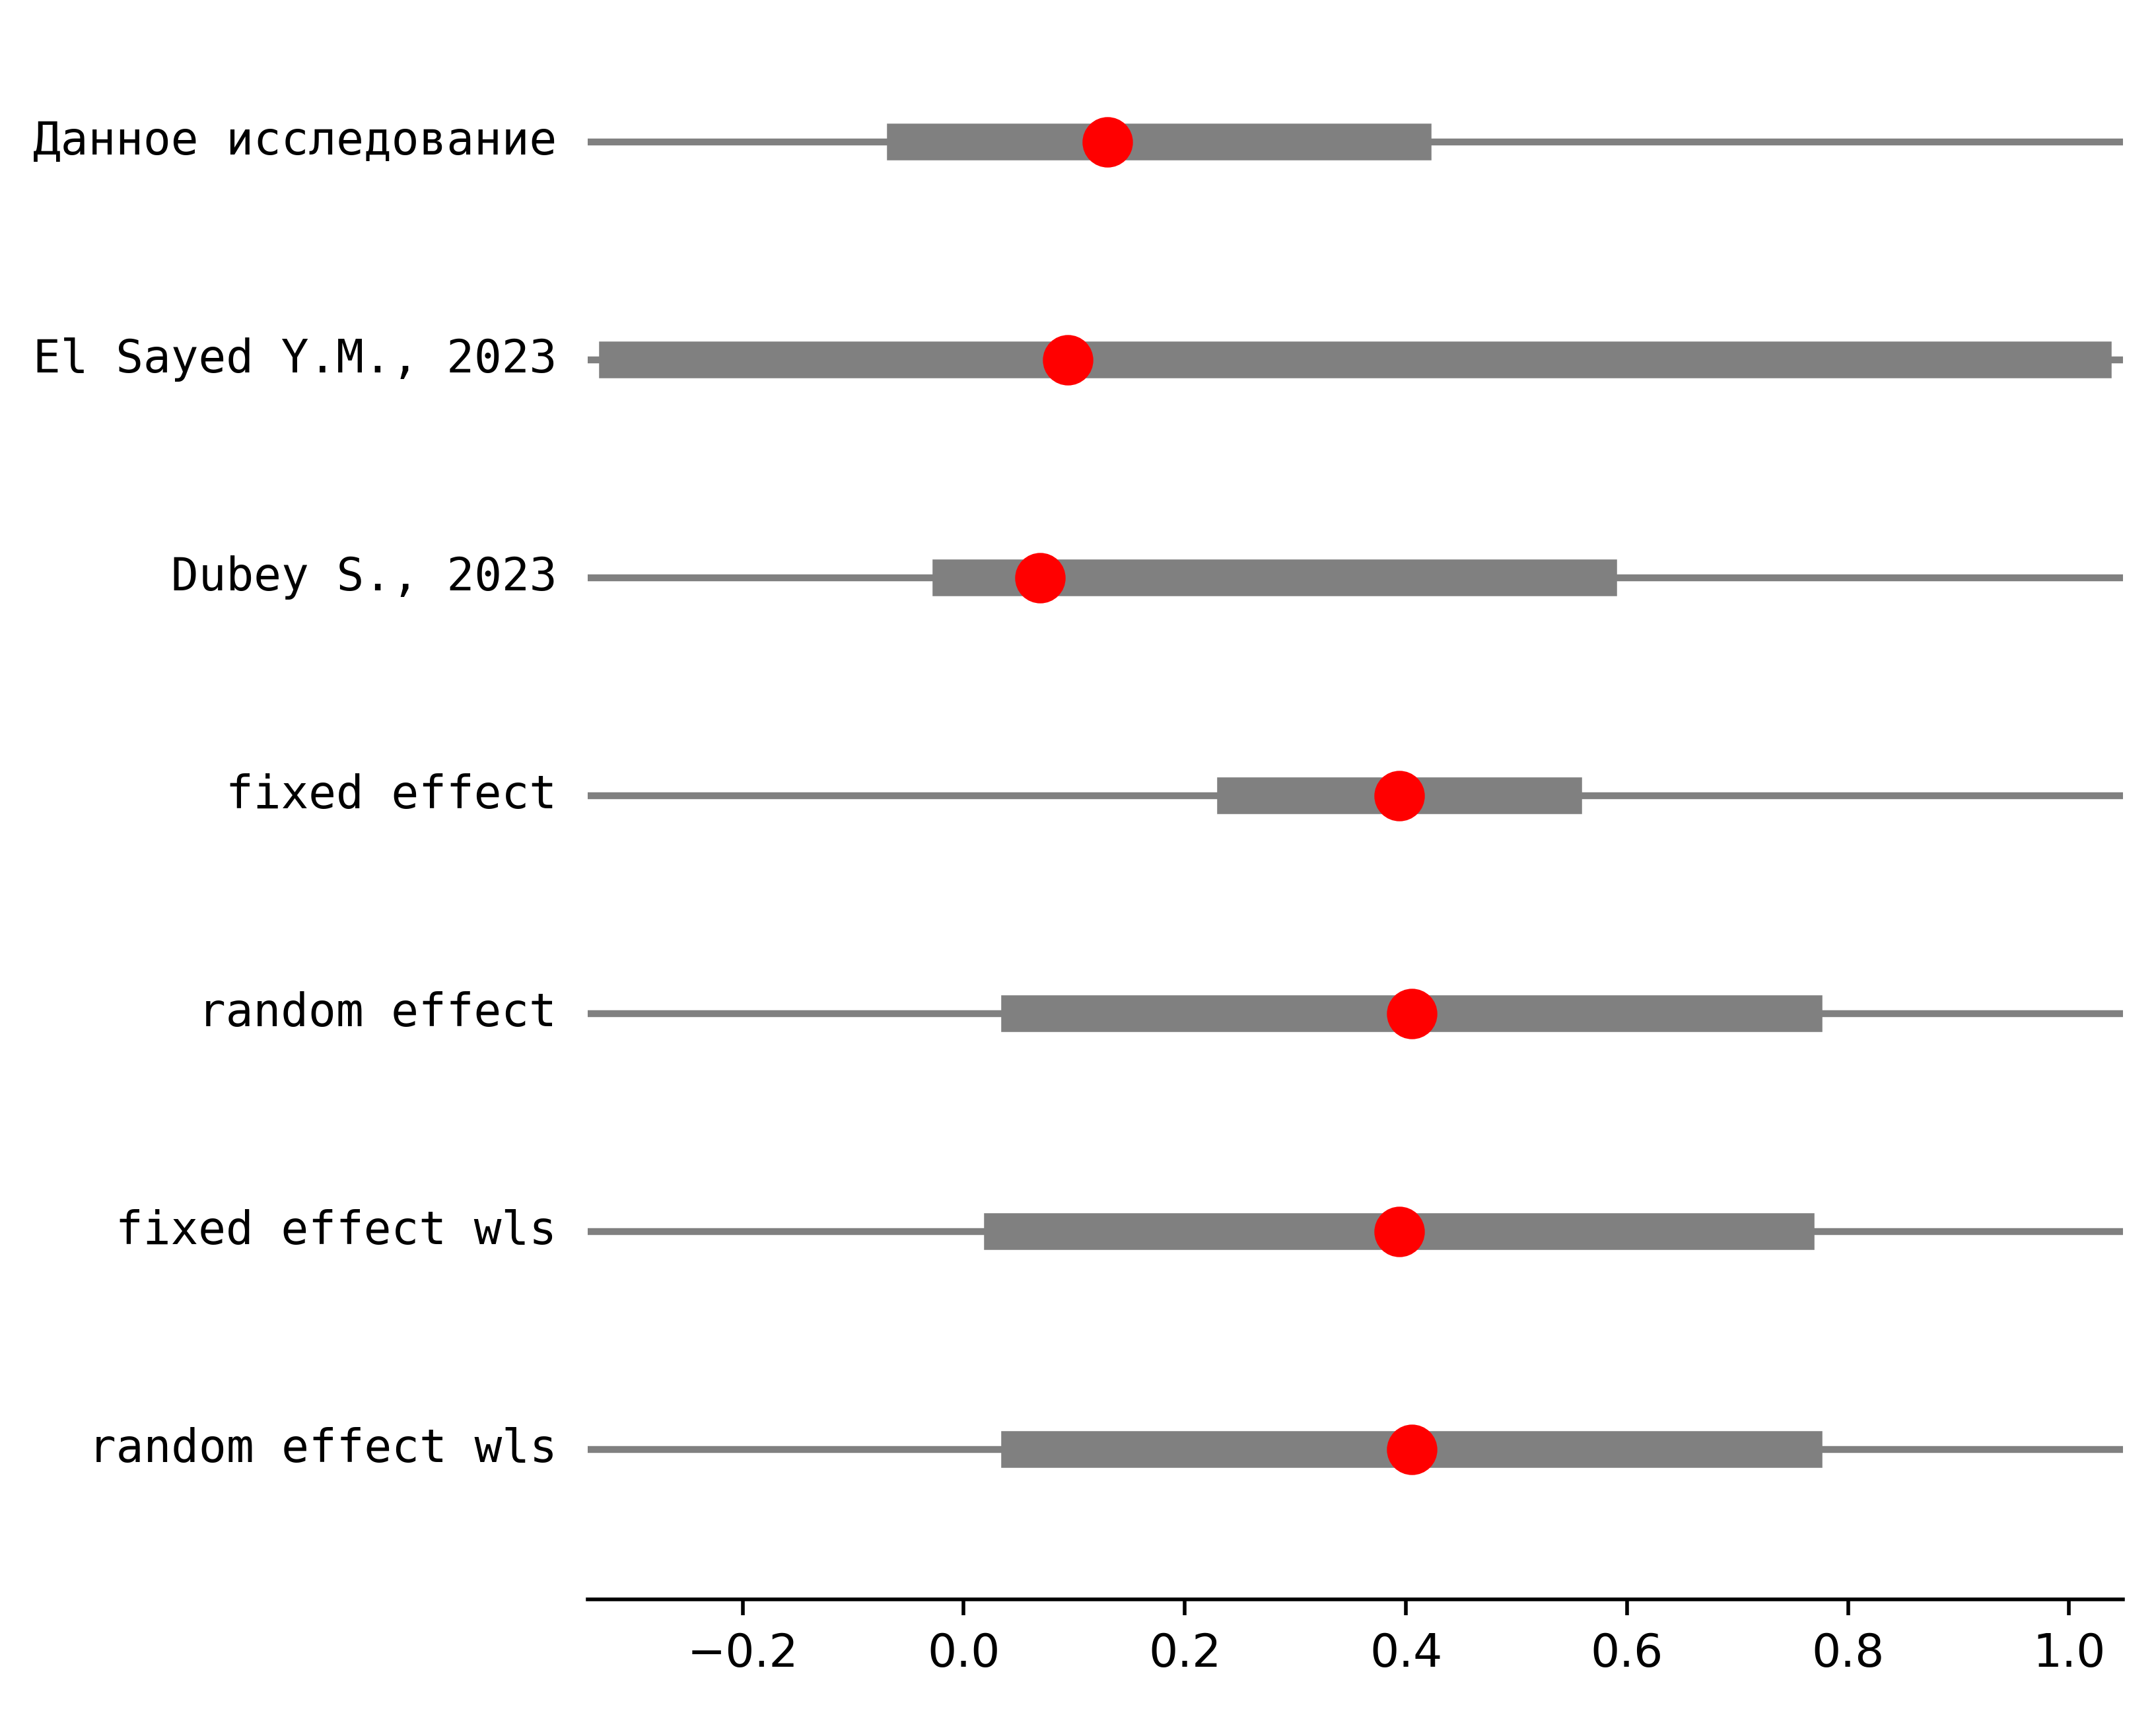 Данное исследование
El Sayed Y.M., 2023
Dubey S., 2023
fixed effect
random effect
fixed effect wls
random effect wls
−0.2 0.0 0.2 0.4 0.6 0.8 1.0